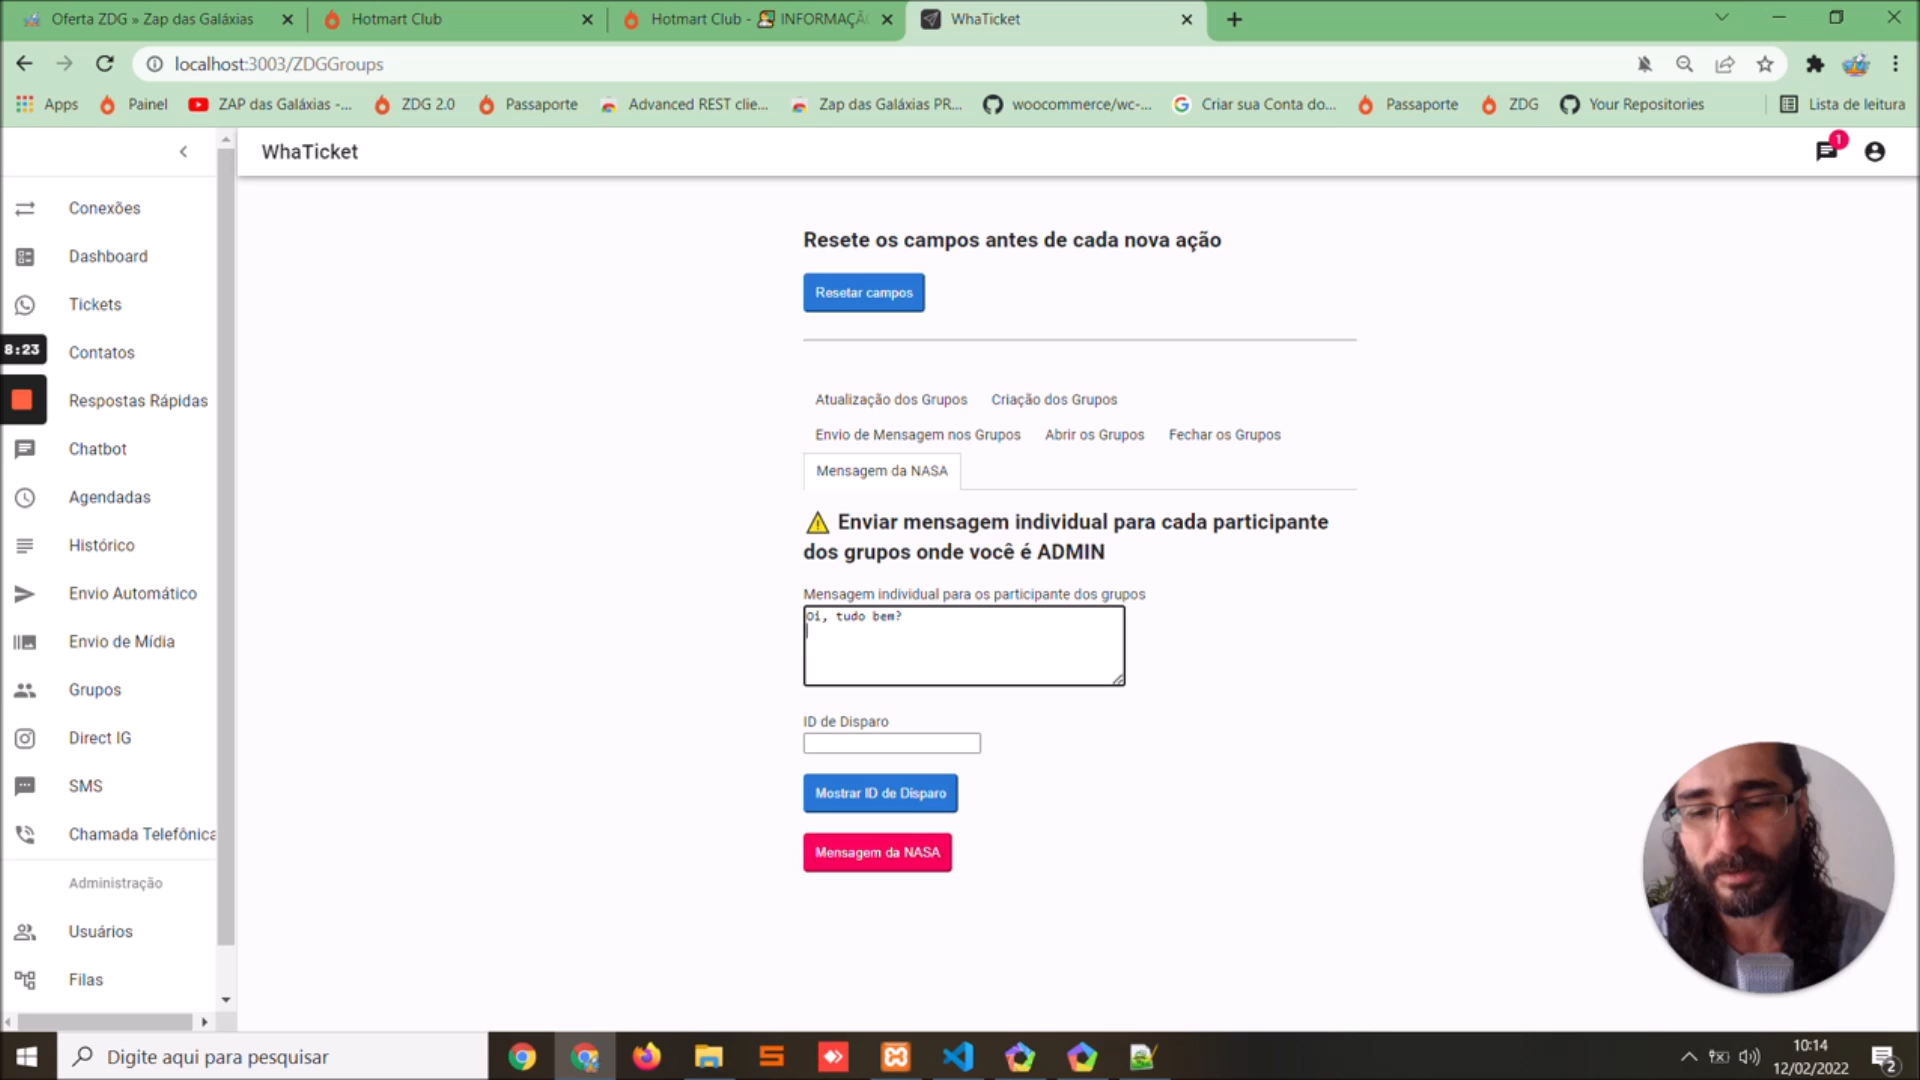 Oferta ZDG » Zap das Galáxias
Hotmart Club
Hotmart Club - INFORMAÇÃ
WhaTicket
localhost:3003/ZDGGroups
Apps
Painel
ZAP das Galáxias -...
ZDG 2.0
Passaporte
Advanced REST clie...
Zap das Galáxias PR...
woocommerce/wc-...
Criar sua Conta do...
Passaporte
ZDG
Your Repositories
Lista de leitura
WhaTicket
1
Conexões
Dashboard
Tickets
8:23
Contatos
Respostas Rápidas
Chatbot
Agendadas
Histórico
Envio Automático
Envio de Mídia
Grupos
Direct IG
SMS
Chamada Telefônica
Administração
Usuários
Filas
Resete os campos antes de cada nova ação
Resetar campos
Atualização dos Grupos
Criação dos Grupos
Envio de Mensagem nos Grupos
Abrir os Grupos
Fechar os Grupos
Mensagem da NASA
Enviar mensagem individual para cada participante
dos grupos onde você é ADMIN
Mensagem individual para os participante dos grupos
Oi, tudo bem?
ID de Disparo
Mostrar ID de Disparo
Mensagem da NASA
Digite aqui para pesquisar
10:14
12/02/2022
2